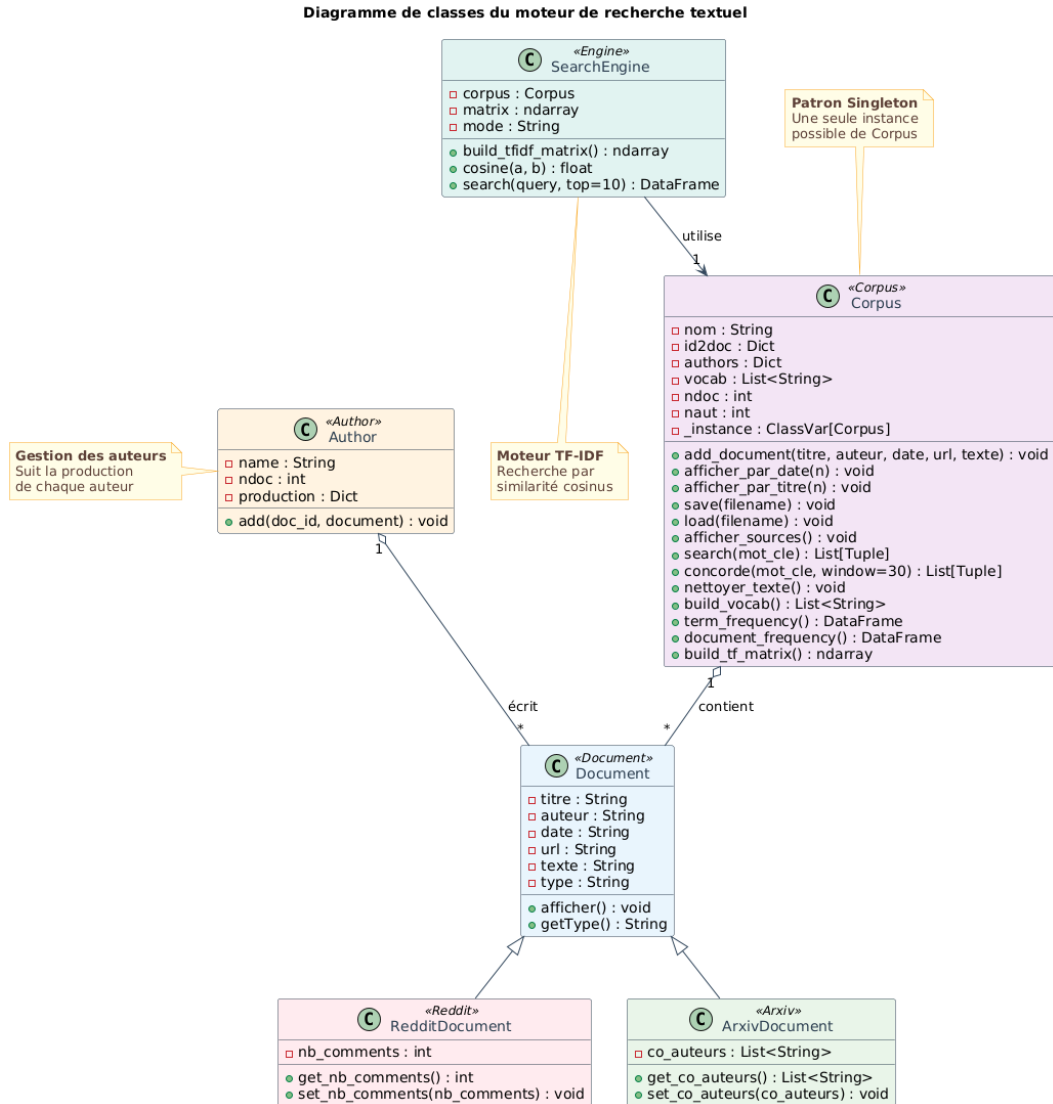 Diagramme de classes du moteur de recherche textuel
C
«Engine»
SearchEngine
corpus : Corpus
matrix : ndarray
mode : String
build_tfidf_matrix() : ndarray
cosine(a, b) : float
search(query, top=10) : DataFrame
Patron Singleton
Une seule instance
possible de Corpus
utilise
1
C
«Corpus»
Corpus
nom : String
id2doc : Dict
authors : Dict
vocab : List<String>
ndoc : int
naut : int
_instance : ClassVar[Corpus]
add_document(titre, auteur, date, url, texte) : void
afficher_par_date(n) : void
afficher_par_titre(n) : void
save(filename) : void
load(filename) : void
afficher_sources() : void
search(mot_cle) : List[Tuple]
concorde(mot_cle, window=30) : List[Tuple]
nettoyer_texte() : void
build_vocab() : List<String>
term_frequency() : DataFrame
document_frequency() : DataFrame
build_tf_matrix() : ndarray
Gestion des auteurs
Suit la production
de chaque auteur
C
«Author»
Author
name : String
ndoc : int
production : Dict
add(doc_id, document) : void
Moteur TF-IDF
Recherche par
similarité cosinus
1
écrit
*
1
contient
*
C
«Document»
Document
titre : String
auteur : String
date : String
url : String
texte : String
type : String
afficher() : void
getType() : String
C
«Reddit»
RedditDocument
nb_comments : int
get_nb_comments() : int
set_nb_comments(nb_comments) : void
C
«Arxiv»
ArxivDocument
co_auteurs : List<String>
get_co_auteurs() : List<String>
set_co_auteurs(co_auteurs) : void